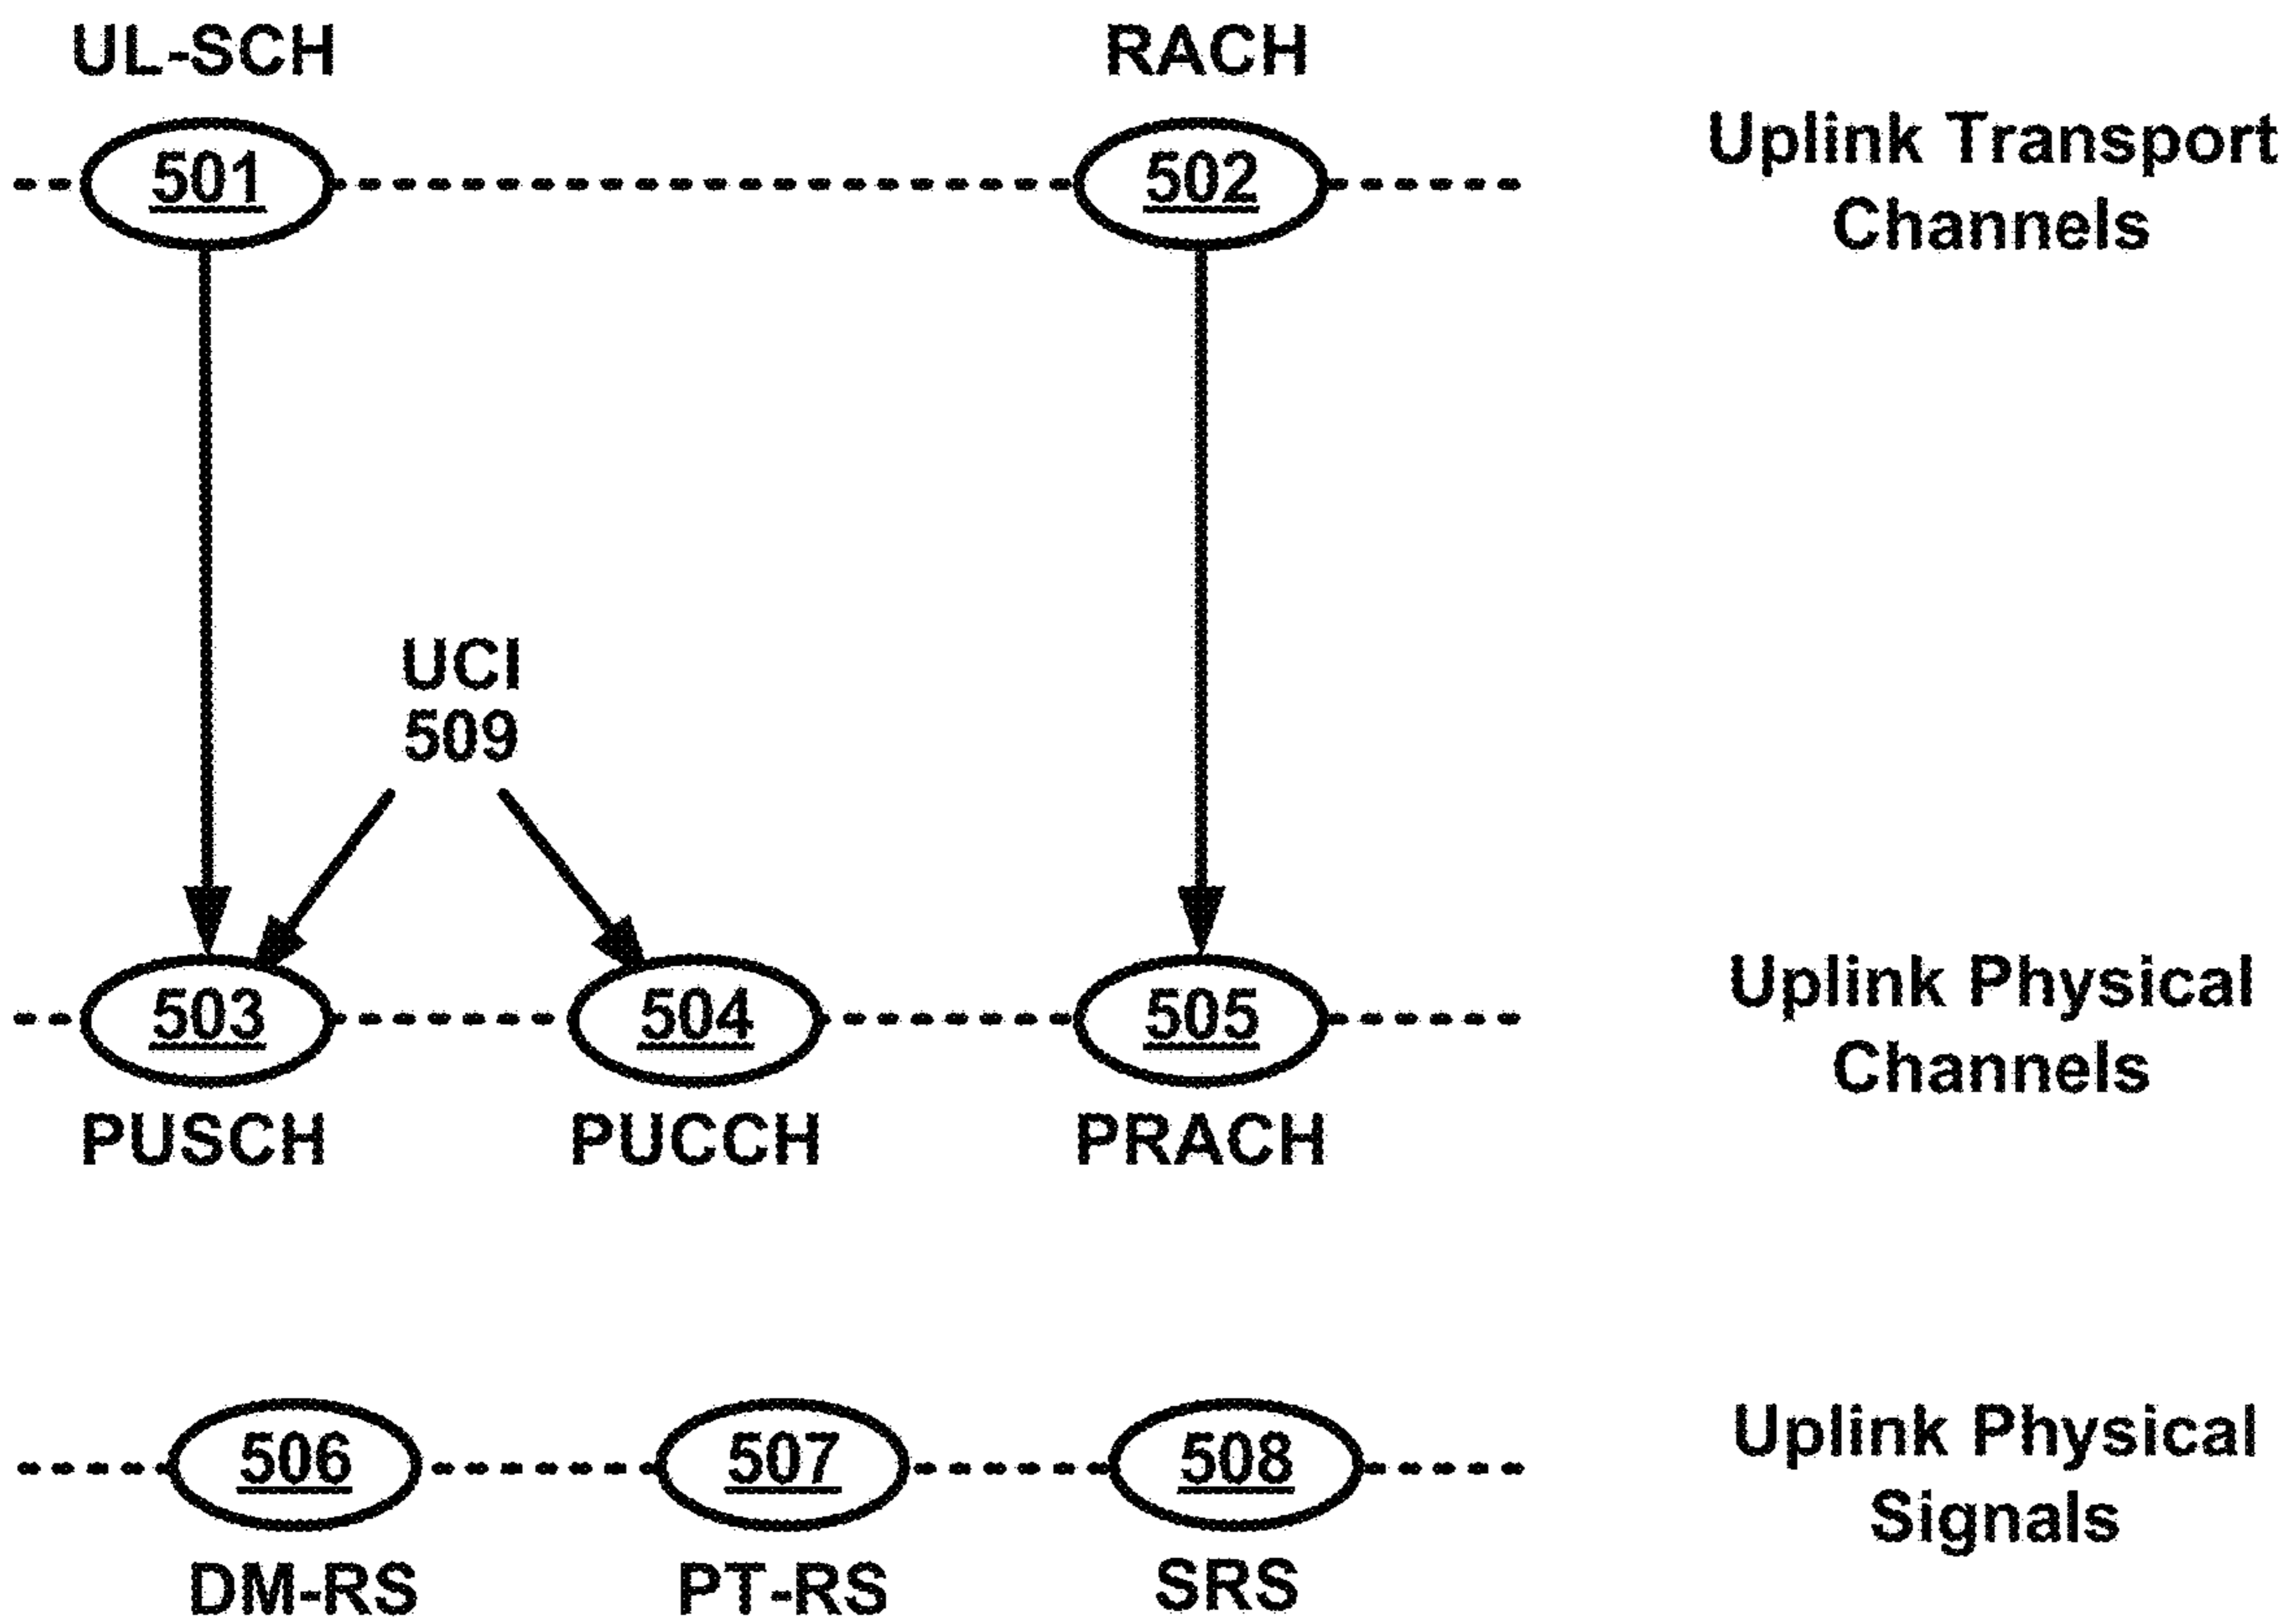 UL-SCH
RACH
501
502
Uplink Transport
Channels
UCI
509
503
504
505
Uplink Physical
Channels
PUSCH
PUCCH
PRACH
506
507
508
Uplink Physical
Signals
DM-RS
PT-RS
SRS